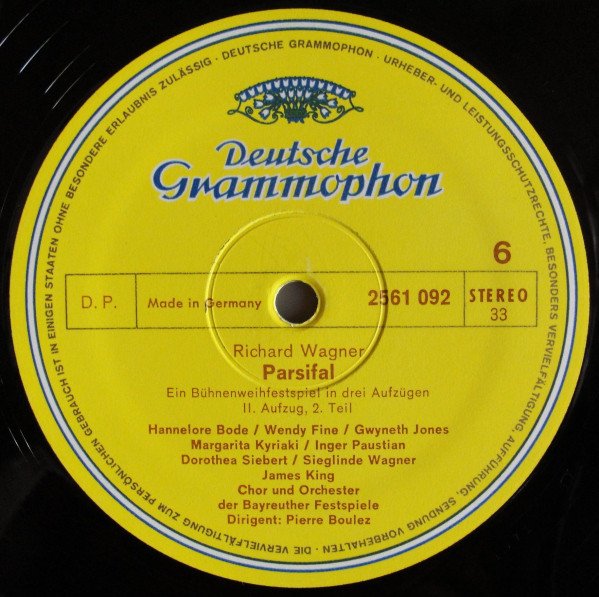 DEUTSCHE GRAMMOPHON · URHEBER- UND LEISTUNGSSCHUTZRECHTE, BESONDERS VERVIELFÄLTIGUNG, AUFFÜHRUNG, SENDUNG VORBEHALTEN · DIE VERVIELFÄLTIGUNG ZUM PERSÖNLICHEN GEBRAUCH IST IN EINIGEN STAATEN OHNE BESONDERE ERLAUBNIS ZULÄSSIG ·
Deutsche
Grammophon
6
D. P.
Made in Germany
2561 092
STEREO
33
Richard Wagner
Parsifal
Ein Bühnenweihfestspiel in drei Aufzügen
II. Aufzug, 2. Teil
Hannelore Bode / Wendy Fine / Gwyneth Jones
Margarita Kyriaki / Inger Paustian
Dorothea Siebert / Sieglinde Wagner
James King
Chor und Orchester
der Bayreuther Festspiele
Dirigent: Pierre Boulez